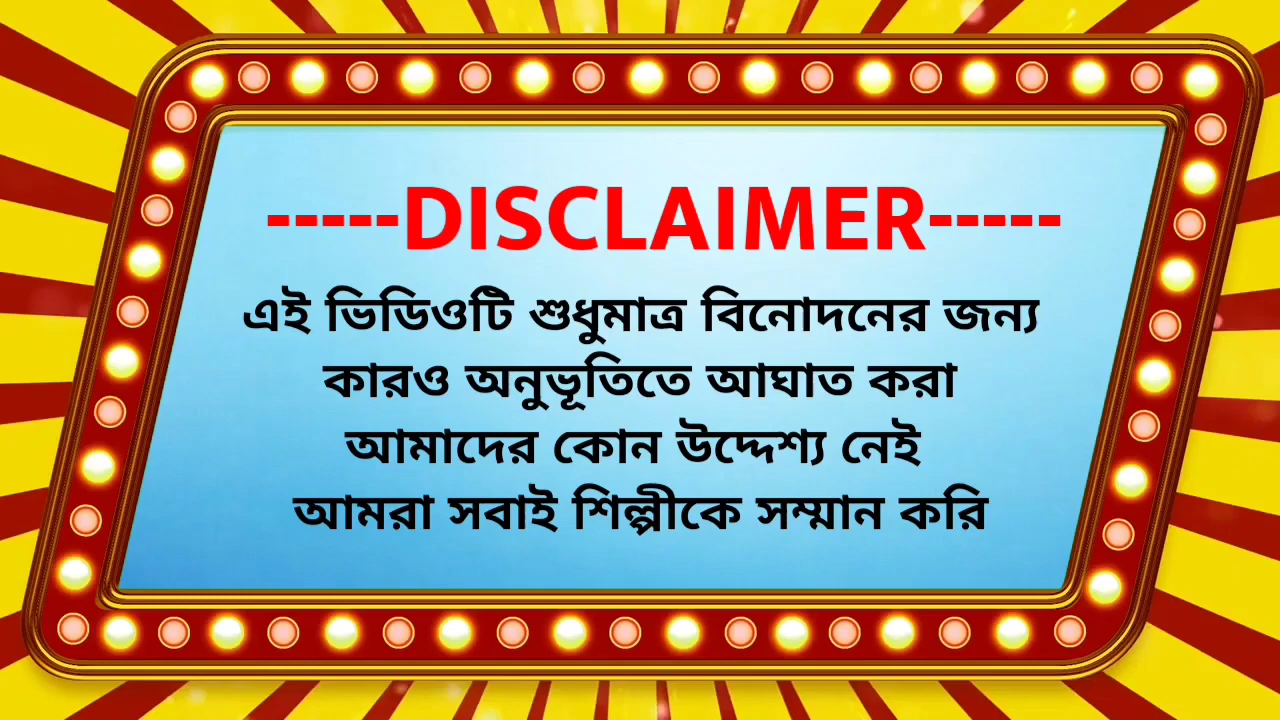 -----DISCLAIMER-----
এই ভিডিওটি শুধুমাত্র বিনোদনের জন্য
কারও অনুভূতিতে আঘাত করা
আমাদের কোন উদ্দেশ্য নেই
আমরা সবাই শিল্পীকে সম্মান করি